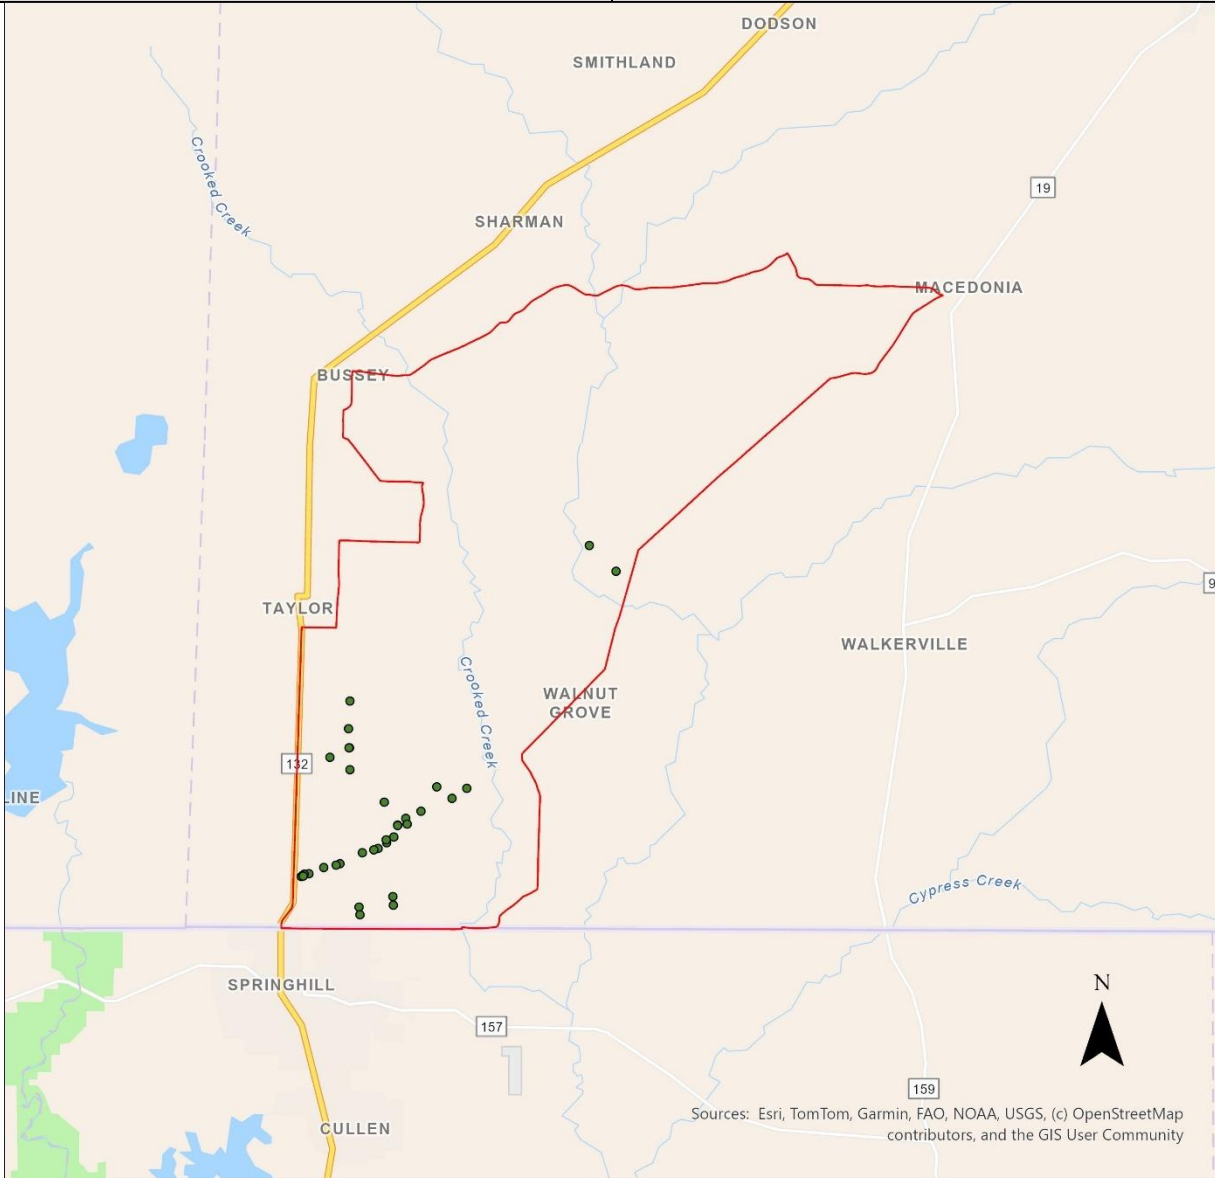 DODSON
SMITHLAND
Crooked Creek
19
SHARMAN
MACEDONIA
BUSSEY
9
TAYLOR
WALKERVILLE
Crooked Creek
WALNUT
GROVE
132
LINE
Cypress Creek
SPRINGHILL
N
157
159
Sources: Esri, TomTom, Garmin, FAO, NOAA, USGS, (c) OpenStreetMap
contributors, and the GIS User Community
CULLEN